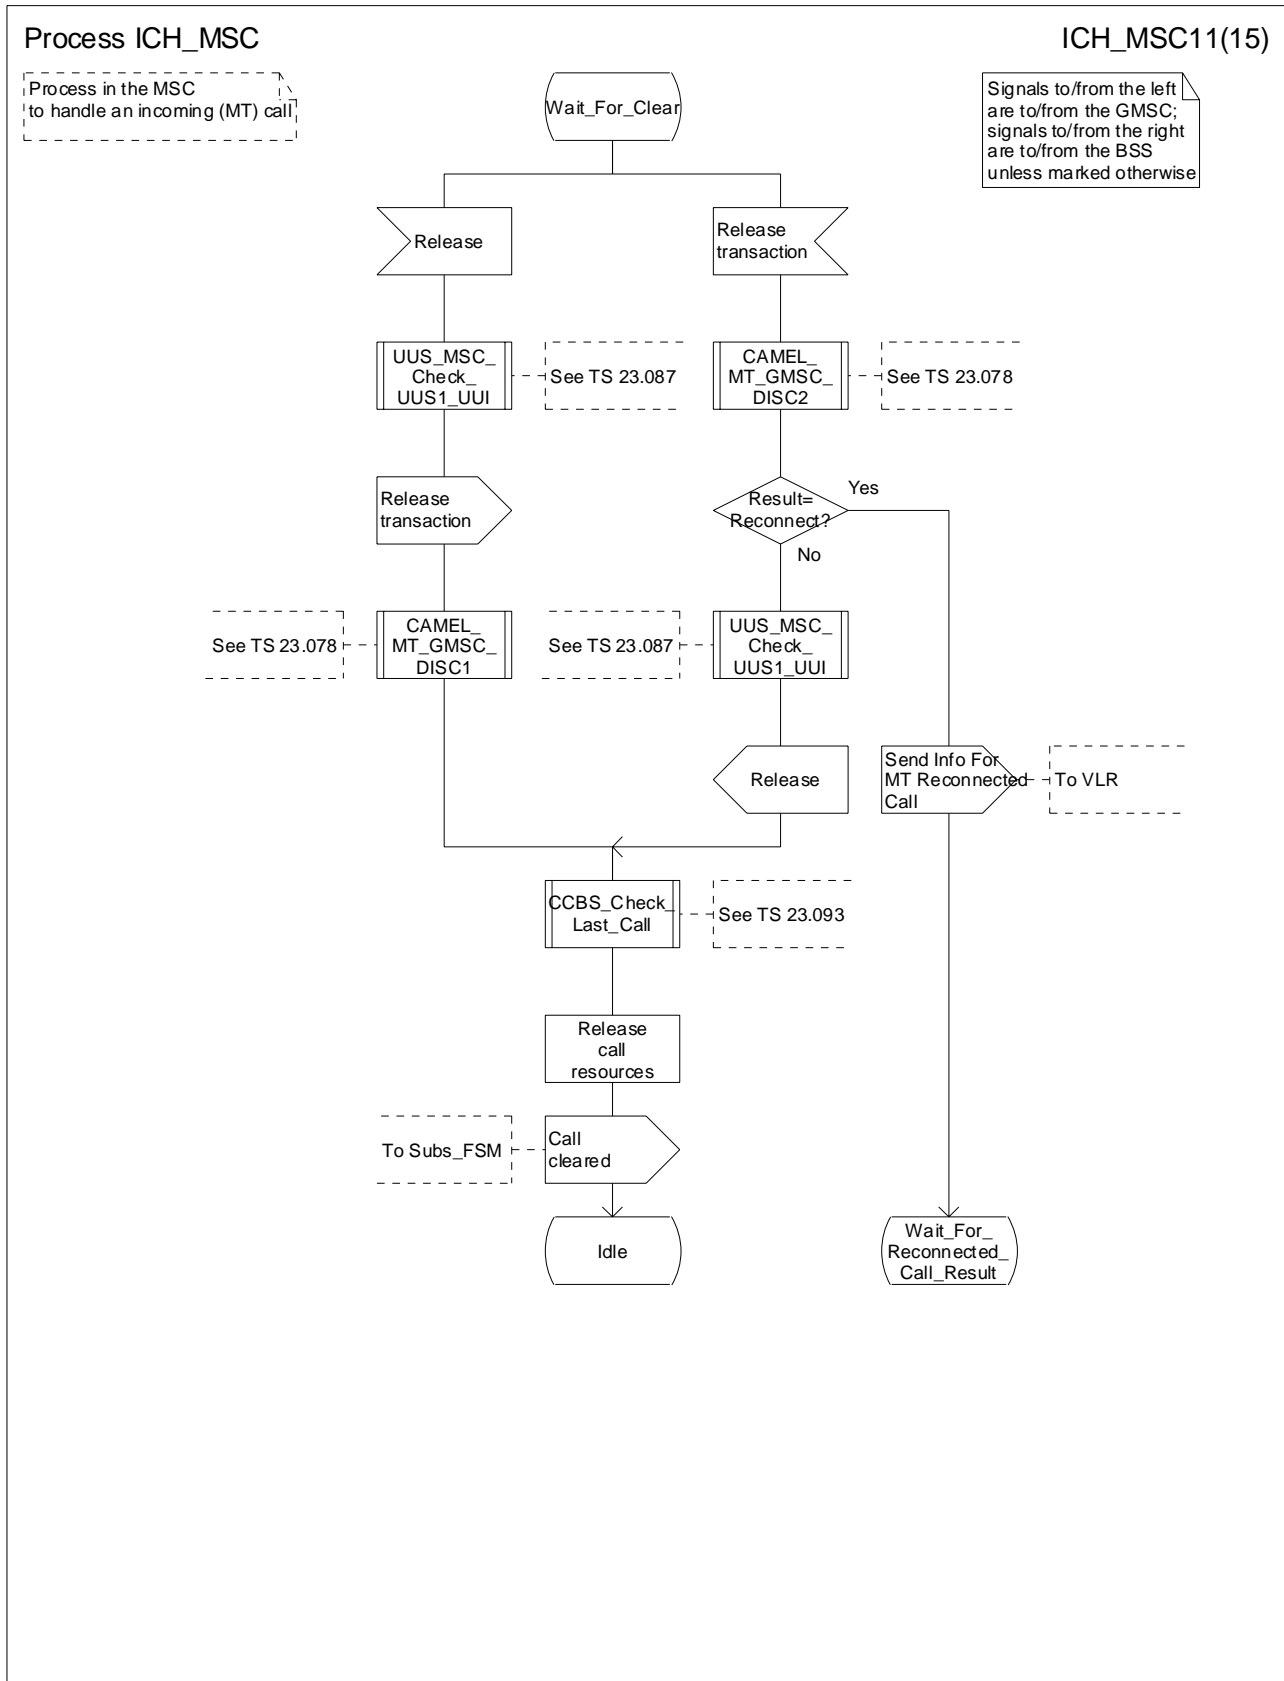 Process ICH_MSC
ICH_MSC11(15)
Process in the MSC
to handle an incoming (MT) call
Signals to/from the left
are to/from the GMSC;
signals to/from the right
are to/from the BSS
unless marked otherwise
Wait_For_Clear
Release
Release
transaction
UUS_MSC_
Check_
UUS1_UUI
See TS 23.087
CAMEL_
MT_GMSC_
DISC2
See TS 23.078
Release
transaction
Result=
Reconnect?
Yes
No
See TS 23.078
CAMEL_
MT_GMSC_
DISC1
See TS 23.087
UUS_MSC_
Check_
UUS1_UUI
Release
Send Info For
MT Reconnected
Call
To VLR
CCBS_Check_
Last_Call
See TS 23.093
Release
call
resources
To Subs_FSM
Call
cleared
Idle
Wait_For_
Reconnected_
Call_Result